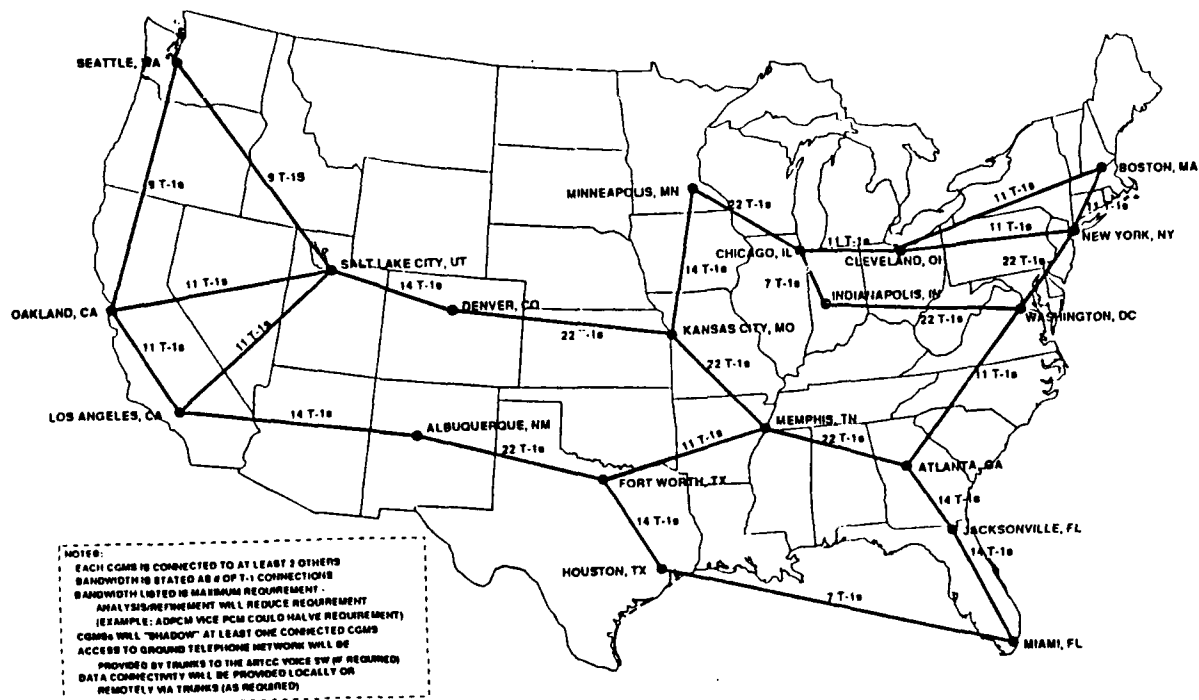 SEATTLE, WA
9 T-1s
9 T-1S
MINNEAPOLIS, MN
22 T-1s
BOSTON, MA
11 T-1s
11 T-1s
11 T-1s
NEW YORK, NY
CHICAGO, IL
11 T-1s
CLEVELAND, OH
22 T-1s
SALT LAKE CITY, UT
14 T-1s
14 T-1s
7 T-1s
11 T-1s
DENVER, CO
INDIANAPOLIS, IN
OAKLAND, CA
22 T-1s
WASHINGTON, DC
KANSAS CITY, MO
22 T-1s
11 T-1s
11 T-1s
22 T-1s
11 T-1s
LOS ANGELES, CA
14 T-1s
ALBUQUERQUE, NM
22 T-1s
MEMPHIS, TN
11 T-1s
22 T-1s
ATLANTA, GA
FORT WORTH, TX
14 T-1s
14 T-1s
JACKSONVILLE, FL
14 T-1s
HOUSTON, TX
7 T-1s
MIAMI, FL
NOTES:
EACH CGMS IS CONNECTED TO AT LEAST 2 OTHERS
BANDWIDTH IS STATED AS # OF T-1 CONNECTIONS
BANDWIDTH LISTED IS MAXIMUM REQUIREMENT -
ANALYSIS/REFINEMENT WILL REDUCE REQUIREMENT
(EXAMPLE: ADPCM VICE PCM COULD HALVE REQUIREMENT)
CGMSs WILL "SHADOW" AT LEAST ONE CONNECTED CGMS
ACCESS TO GROUND TELEPHONE NETWORK WILL BE
PROVIDED BY TRUNKS TO THE ARTCC VOICE SW (IF REQUIRED)
DATA CONNECTIVITY WILL BE PROVIDED LOCALLY OR
REMOTELY VIA TRUNKS (AS REQUIRED)